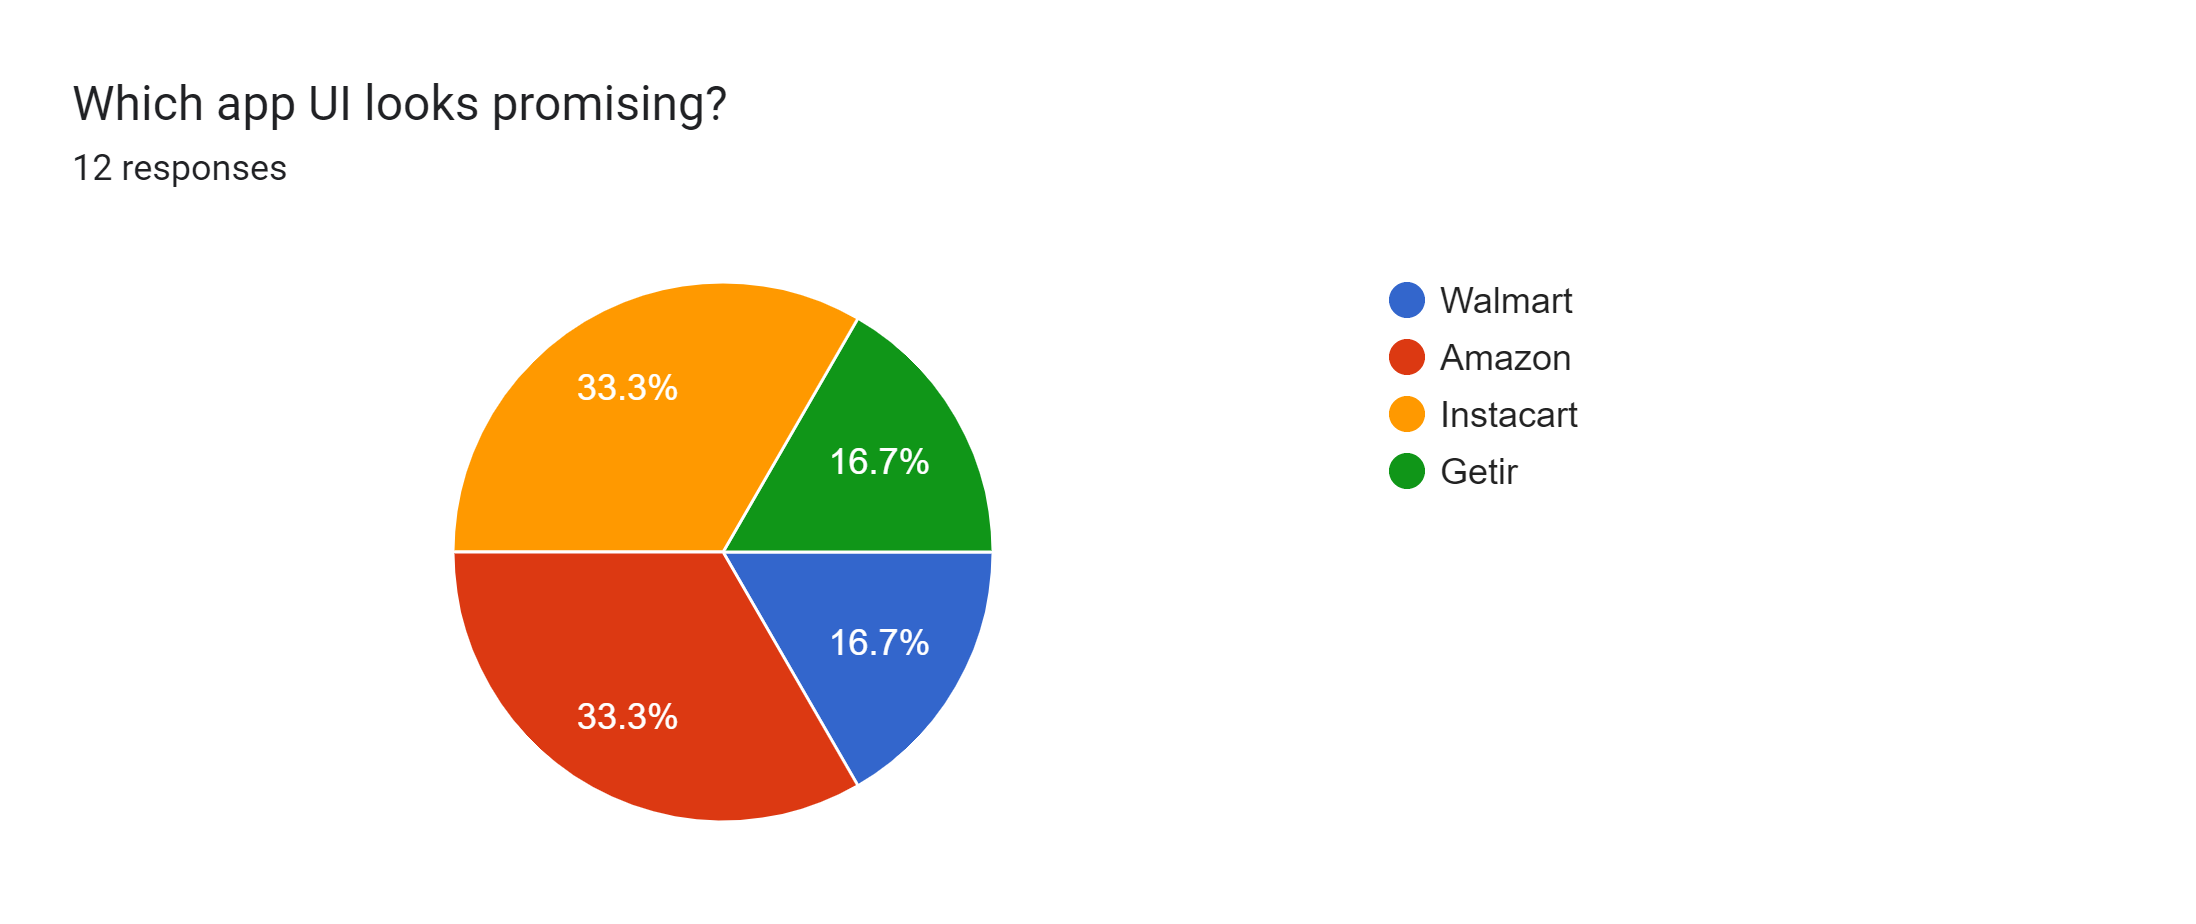 Which app UI looks promising?
12 responses
33.3%
16.7%
16.7%
33.3%
Walmart
Amazon
Instacart
Getir